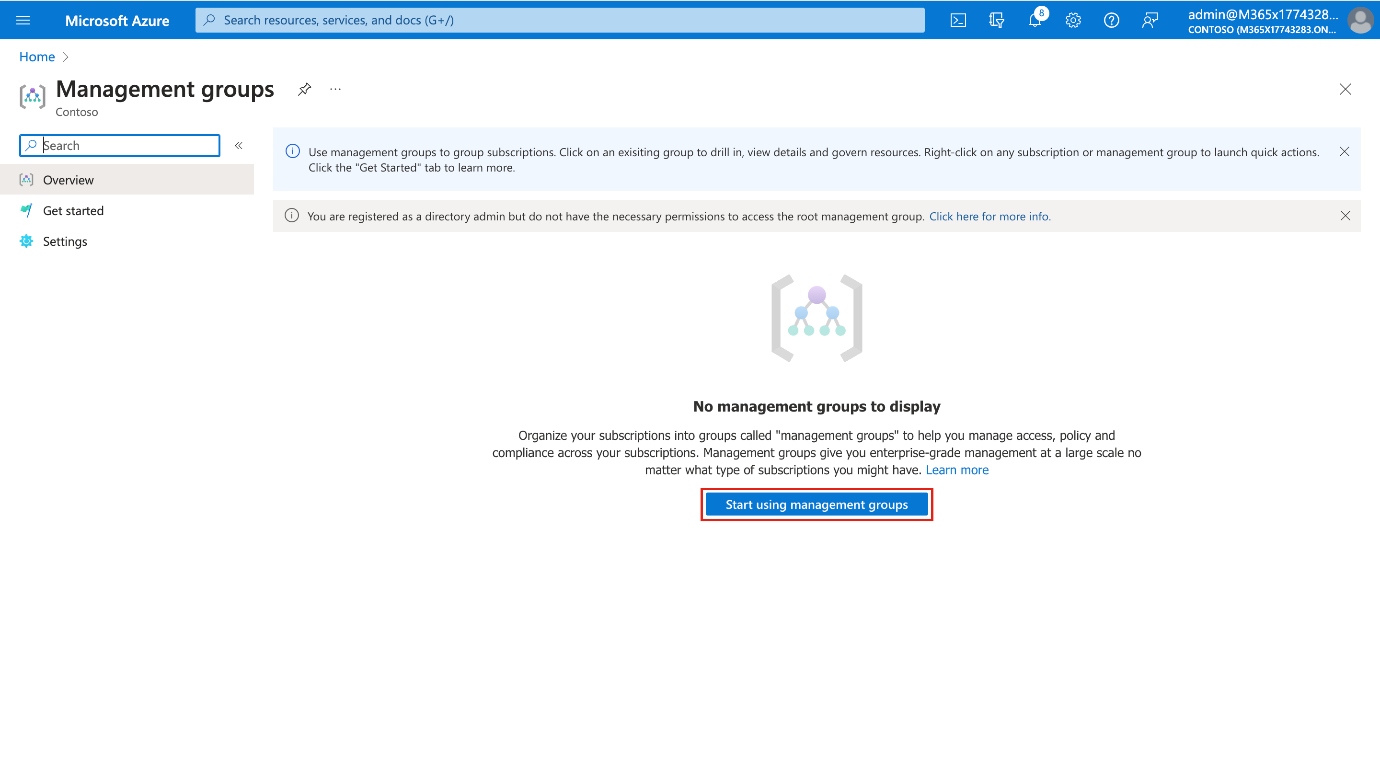 Microsoft Azure
Search resources, services, and docs (G+/)
8
admin@M365x1774328...
CONTOSO (M365X17743283.ON...
Home
Management groups
...
Contoso
Search
«
Overview
Get started
Settings
Use management groups to group subscriptions. Click on an exisiting group to drill in, view details and govern resources. Right-click on any subscription or management group to launch quick actions.
Click the "Get Started" tab to learn more.
You are registered as a directory admin but do not have the necessary permissions to access the root management group. Click here for more info.
No management groups to display
Organize your subscriptions into groups called "management groups" to help you manage access, policy and
compliance across your subscriptions. Management groups give you enterprise-grade management at a large scale no
matter what type of subscriptions you might have. Learn more
Start using management groups